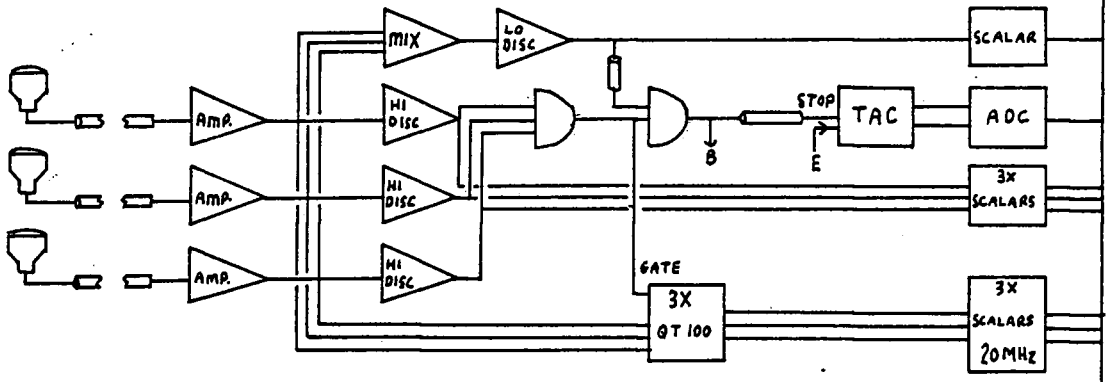 MIX
LO
DISC
SCALAR
AMP.
HI
DISC
STOP
TAC
ADC
B
E
AMP.
HI
DISC
3X
SCALARS
AMP.
HI
DISC
GATE
3X
QT 100
3X
SCALARS
20MHz